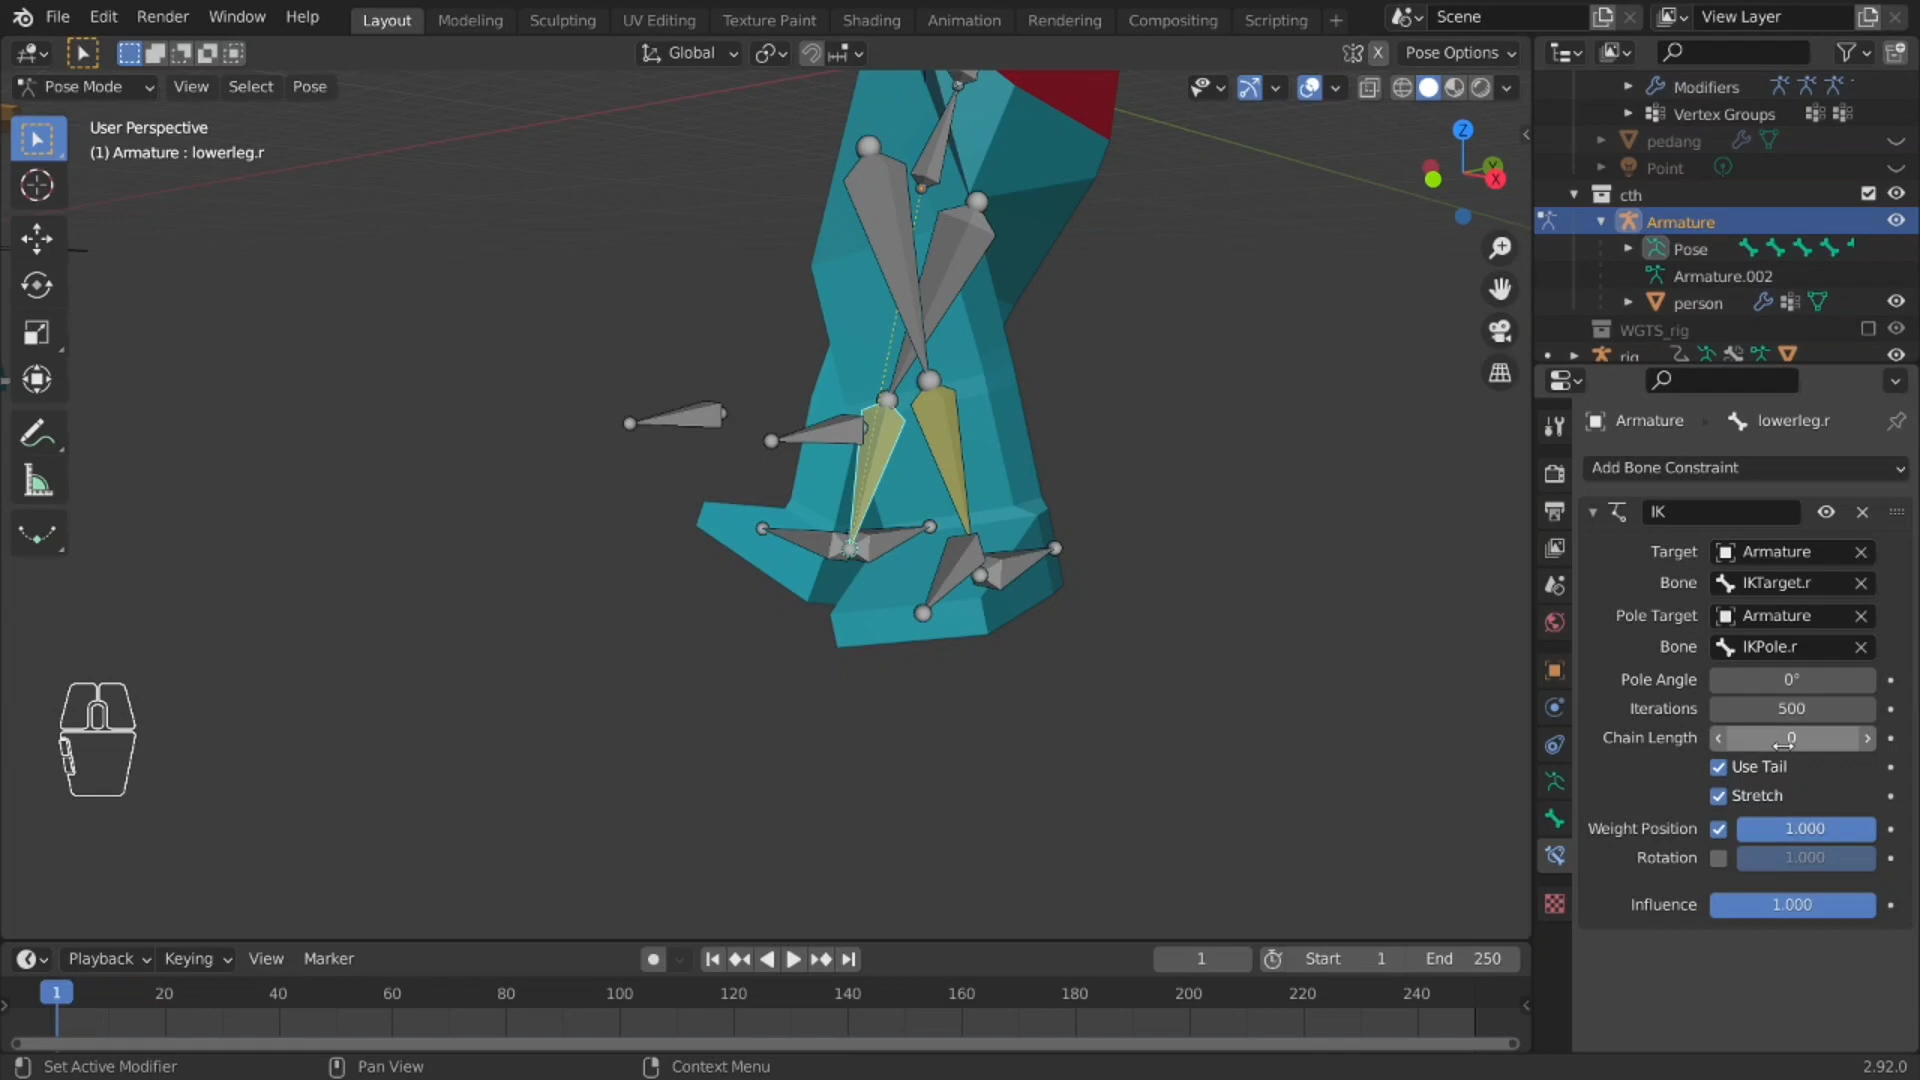 File Edit Render Window Help
Layout Modeling Sculpting UV Editing Texture Paint Shading Animation Rendering Compositing Scripting +
Scene
View Layer
Global
X Pose Options
Pose Mode View Select Pose
User Perspective
(1) Armature : lowerleg.r
Z
Y
X
Modifiers
Vertex Groups
pedang
Point
cth
Armature
Pose
Armature.002
person
WGTS_rig
rig
Armature lowerleg.r
Add Bone Constraint
IK
Target Armature
Bone IKTarget.r
Pole Target Armature
Bone IKPole.r
Pole Angle 0°
Iterations 500
Chain Length 0
Use Tail
Stretch
Weight Position 1.000
Rotation 1.000
Influence 1.000
Playback Keying View Marker
1 Start 1 End 250
1 20 40 60 80 100 120 140 160 180 200 220 240
Set Active Modifier Pan View Context Menu 2.92.0